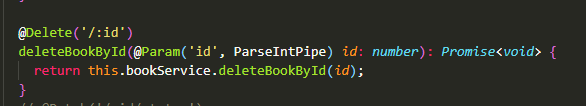 @Delete('/:id')
deleteBookById(@Param('id', ParseIntPipe) id: number): Promise<void> {
return this.bookService.deleteBookById(id);
}